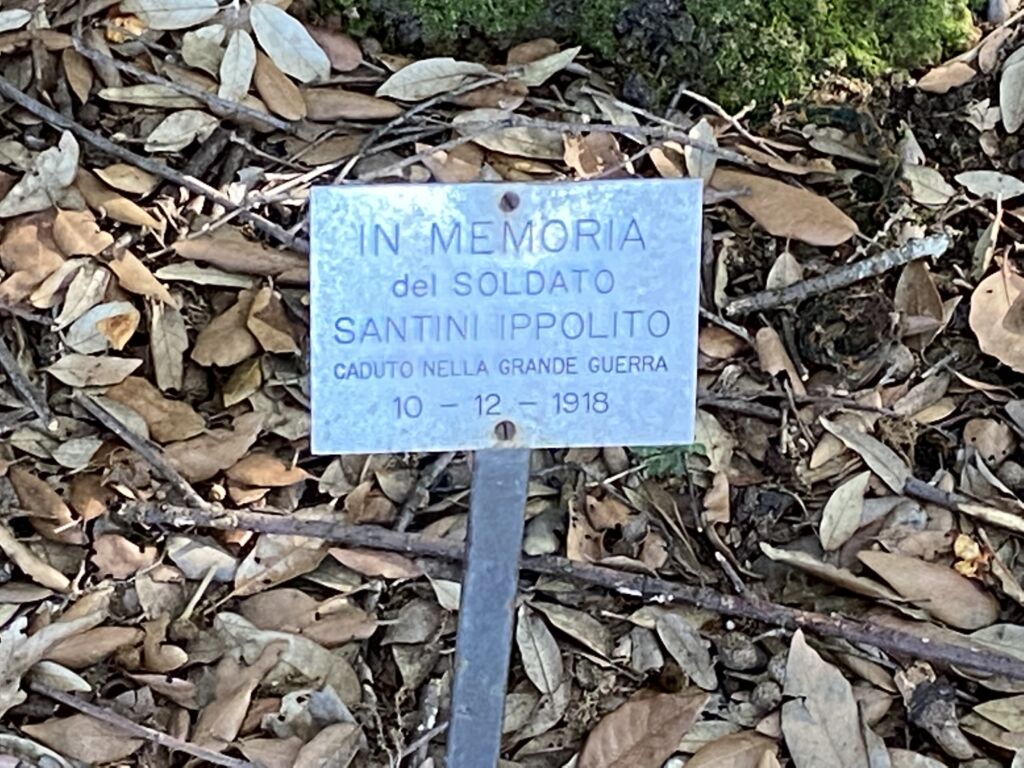 IN MEMORIA
del SOLDATO
SANTINI IPPOLITO
CADUTO NELLA GRANDE GUERRA
10 - 12 - 1918